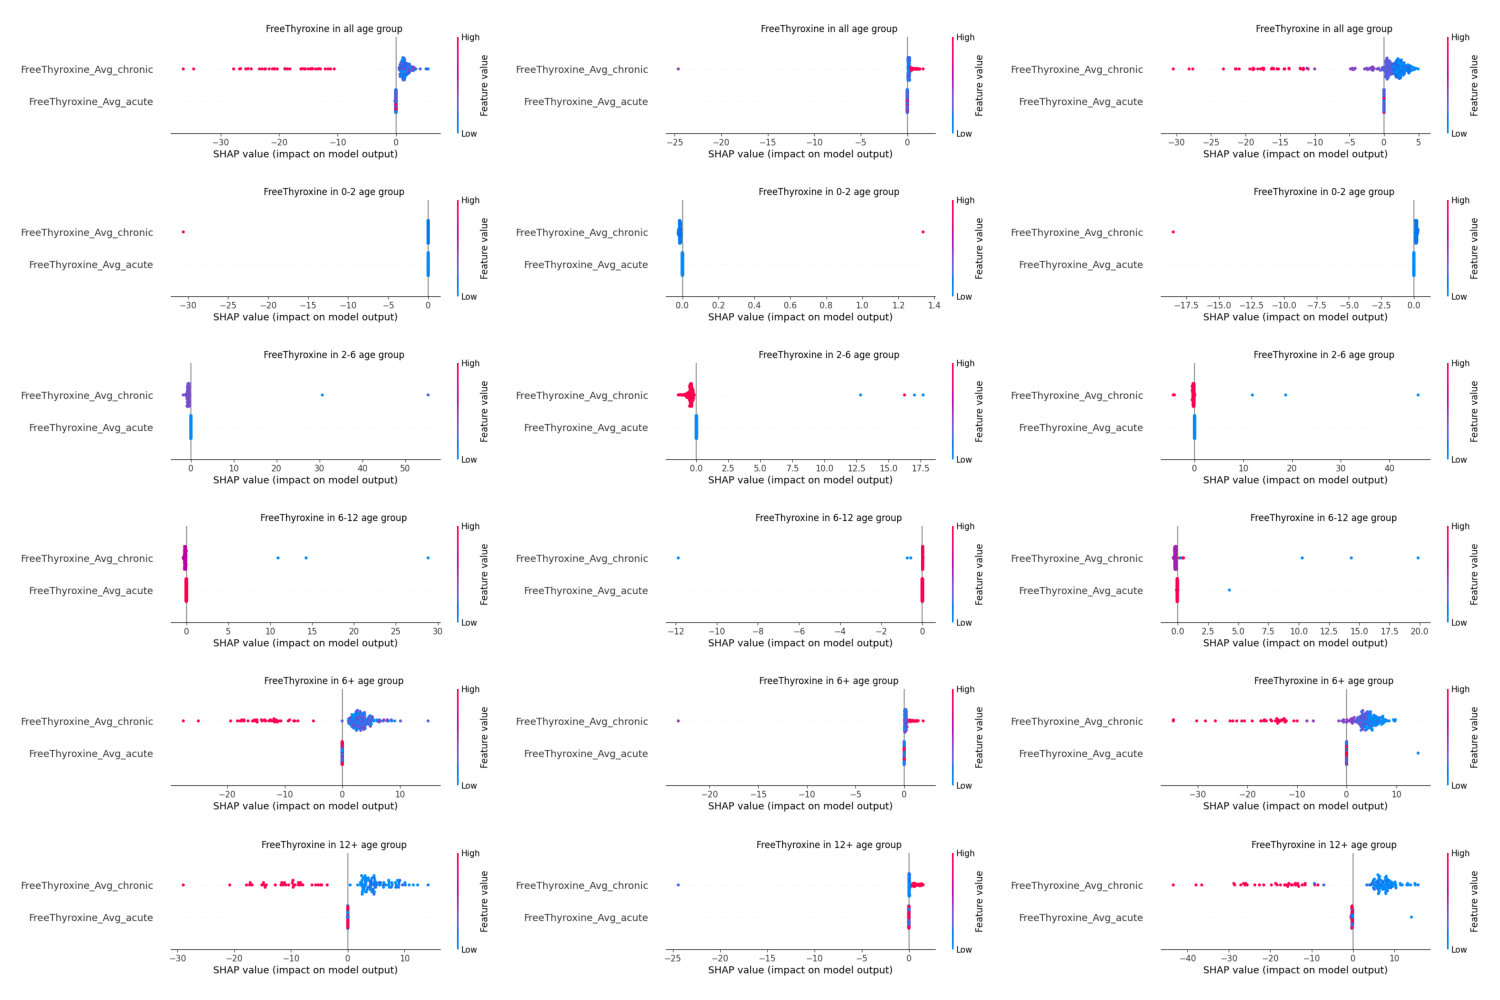 FreeThyroxine in all age group
High
FreeThyroxine_Avg_chronic
FreeThyroxine_Avg_acute
Feature value
Low
−30 −20 −10 0
SHAP value (impact on model output)
FreeThyroxine in all age group
High
FreeThyroxine_Avg_chronic
FreeThyroxine_Avg_acute
Feature value
Low
−25 −20 −15 −10 −5 0
SHAP value (impact on model output)
FreeThyroxine in all age group
High
FreeThyroxine_Avg_chronic
FreeThyroxine_Avg_acute
Feature value
Low
−30 −25 −20 −15 −10 −5 0 5
SHAP value (impact on model output)
FreeThyroxine in 0-2 age group
High
FreeThyroxine_Avg_chronic
FreeThyroxine_Avg_acute
Feature value
Low
−30 −25 −20 −15 −10 −5 0
SHAP value (impact on model output)
FreeThyroxine in 0-2 age group
High
FreeThyroxine_Avg_chronic
FreeThyroxine_Avg_acute
Feature value
Low
0.0 0.2 0.4 0.6 0.8 1.0 1.2 1.4
SHAP value (impact on model output)
FreeThyroxine in 0-2 age group
High
FreeThyroxine_Avg_chronic
FreeThyroxine_Avg_acute
Feature value
Low
−17.5 −15.0 −12.5 −10.0 −7.5 −5.0 −2.5 0.0
SHAP value (impact on model output)
FreeThyroxine in 2-6 age group
High
FreeThyroxine_Avg_chronic
FreeThyroxine_Avg_acute
Feature value
Low
0 10 20 30 40 50
SHAP value (impact on model output)
FreeThyroxine in 2-6 age group
High
FreeThyroxine_Avg_chronic
FreeThyroxine_Avg_acute
Feature value
Low
0.0 2.5 5.0 7.5 10.0 12.5 15.0 17.5
SHAP value (impact on model output)
FreeThyroxine in 2-6 age group
High
FreeThyroxine_Avg_chronic
FreeThyroxine_Avg_acute
Feature value
Low
0 10 20 30 40
SHAP value (impact on model output)
FreeThyroxine in 6-12 age group
High
FreeThyroxine_Avg_chronic
FreeThyroxine_Avg_acute
Feature value
Low
0 5 10 15 20 25 30
SHAP value (impact on model output)
FreeThyroxine in 6-12 age group
High
FreeThyroxine_Avg_chronic
FreeThyroxine_Avg_acute
Feature value
Low
−12 −10 −8 −6 −4 −2 0
SHAP value (impact on model output)
FreeThyroxine in 6-12 age group
High
FreeThyroxine_Avg_chronic
FreeThyroxine_Avg_acute
Feature value
Low
0.0 2.5 5.0 7.5 10.0 12.5 15.0 17.5 20.0
SHAP value (impact on model output)
FreeThyroxine in 6+ age group
High
FreeThyroxine_Avg_chronic
FreeThyroxine_Avg_acute
Feature value
Low
−20 −10 0 10
SHAP value (impact on model output)
FreeThyroxine in 6+ age group
High
FreeThyroxine_Avg_chronic
FreeThyroxine_Avg_acute
Feature value
Low
−20 −15 −10 −5 0
SHAP value (impact on model output)
FreeThyroxine in 6+ age group
High
FreeThyroxine_Avg_chronic
FreeThyroxine_Avg_acute
Feature value
Low
−30 −20 −10 0 10
SHAP value (impact on model output)
FreeThyroxine in 12+ age group
High
FreeThyroxine_Avg_chronic
FreeThyroxine_Avg_acute
Feature value
Low
−30 −20 −10 0 10
SHAP value (impact on model output)
FreeThyroxine in 12+ age group
High
FreeThyroxine_Avg_chronic
FreeThyroxine_Avg_acute
Feature value
Low
−25 −20 −15 −10 −5 0
SHAP value (impact on model output)
FreeThyroxine in 12+ age group
High
FreeThyroxine_Avg_chronic
FreeThyroxine_Avg_acute
Feature value
Low
−40 −30 −20 −10 0 10
SHAP value (impact on model output)